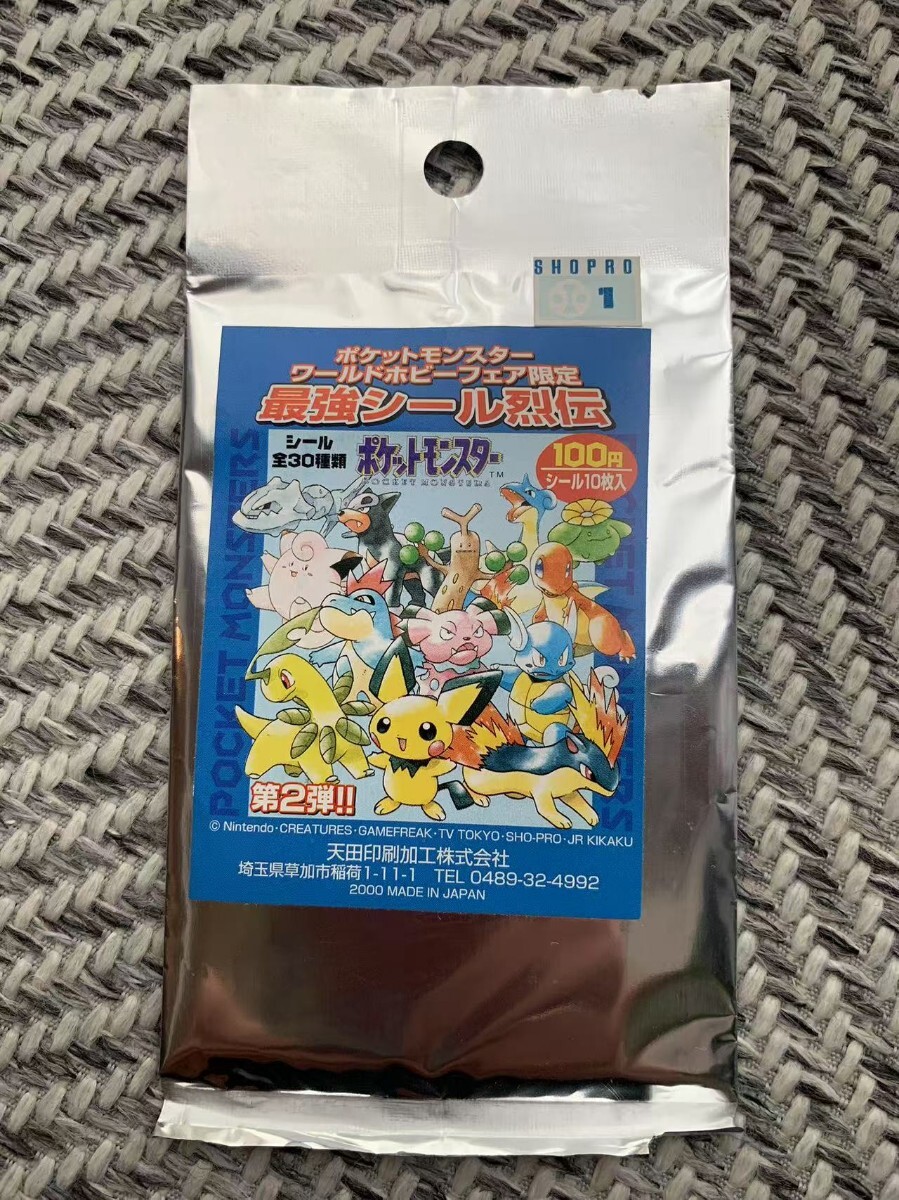 SHOPRO
1
ポケットモンスター
ワールドホビーフェア限定
最強シール烈伝
シール
全30種類
ポケットモンスター
TM
POCKET MONSTERS
100円
シール10枚入
POCKET MONSTERS
POCKET MONSTERS
第2弾!!
© Nintendo・CREATURES・GAMEFREAK・TV TOKYO・SHO-PRO・JR KIKAKU
天田印刷加工株式会社
埼玉県草加市稲荷1-11-1 TEL 0489-32-4992
2000 MADE IN JAPAN